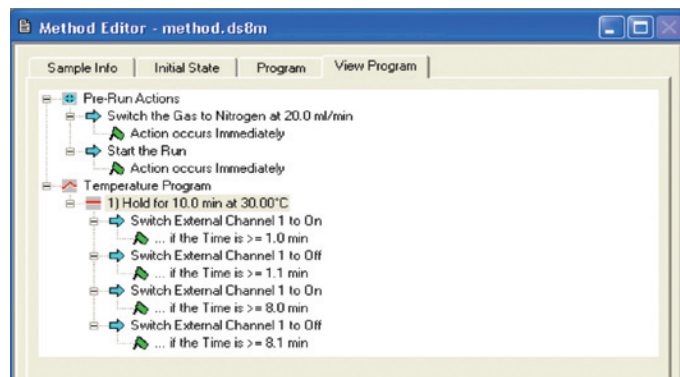 Method Editor - method.ds8m
Sample Info Initial State Program View Program
Pre-Run Actions
Switch the Gas to Nitrogen at 20.0 ml/min
Action occurs Immediately
Start the Run
Action occurs Immediately
Temperature Program
1) Hold for 10.0 min at 30.00°C
Switch External Channel 1 to On
... if the Time is >= 1.0 min
Switch External Channel 1 to Off
... if the Time is >= 1.1 min
Switch External Channel 1 to On
... if the Time is >= 8.0 min
Switch External Channel 1 to Off
... if the Time is >= 8.1 min